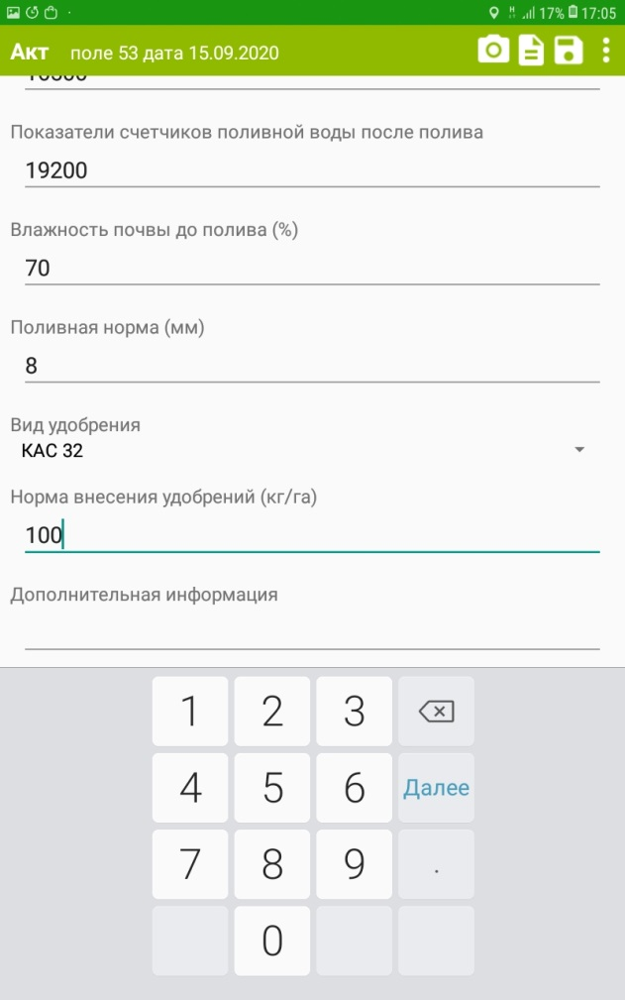 17% 17:05
Акт поле 53 дата 15.09.2020
Показатели счетчиков поливной воды после полива
19200
Влажность почвы до полива (%)
70
Поливная норма (мм)
8
Вид удобрения
КАС 32
Норма внесения удобрений (кг/га)
100
Дополнительная информация
1 2 3
4 5 6 Далее
7 8 9 .
0